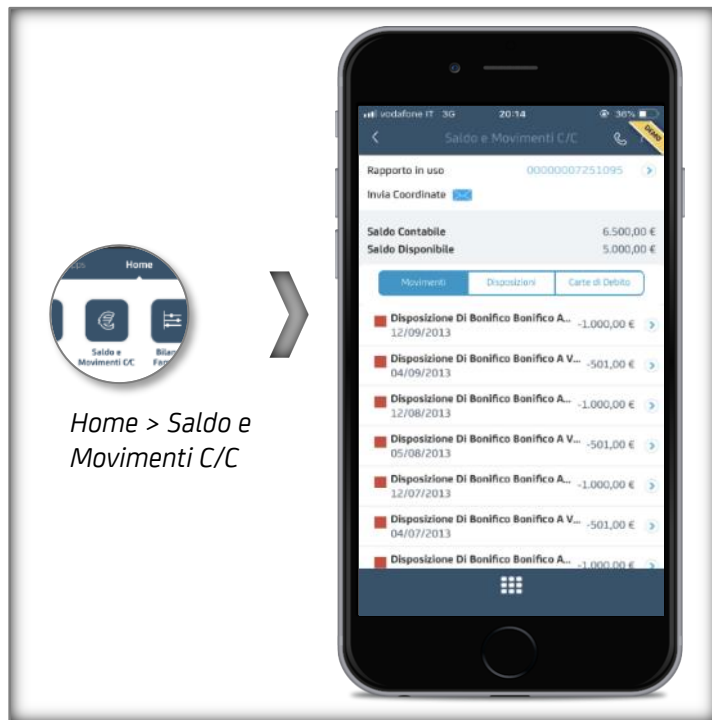 vodafone IT 3G 20:14 36%
Saldo e Movimenti C/C
DEMO
Rapporto in uso 00000007251095
Invia Coordinate
Saldo Contabile 6.500,00 €
Saldo Disponibile 5.000,00 €
Movimenti Disposizioni Carte di Debito
Disposizione Di Bonifico Bonifico A... -1.000,00 €
12/09/2013
Disposizione Di Bonifico Bonifico A V... -501,00 €
04/09/2013
Disposizione Di Bonifico Bonifico A... -1.000,00 €
12/08/2013
Disposizione Di Bonifico Bonifico A V... -501,00 €
05/08/2013
Disposizione Di Bonifico Bonifico A... -1.000,00 €
12/07/2013
Disposizione Di Bonifico Bonifico A V... -501,00 €
04/07/2013
Disposizione Di Bonifico Bonifico A... -1.000,00 €
Home
Saldo e
Movimenti C/C
Home > Saldo e
Movimenti C/C